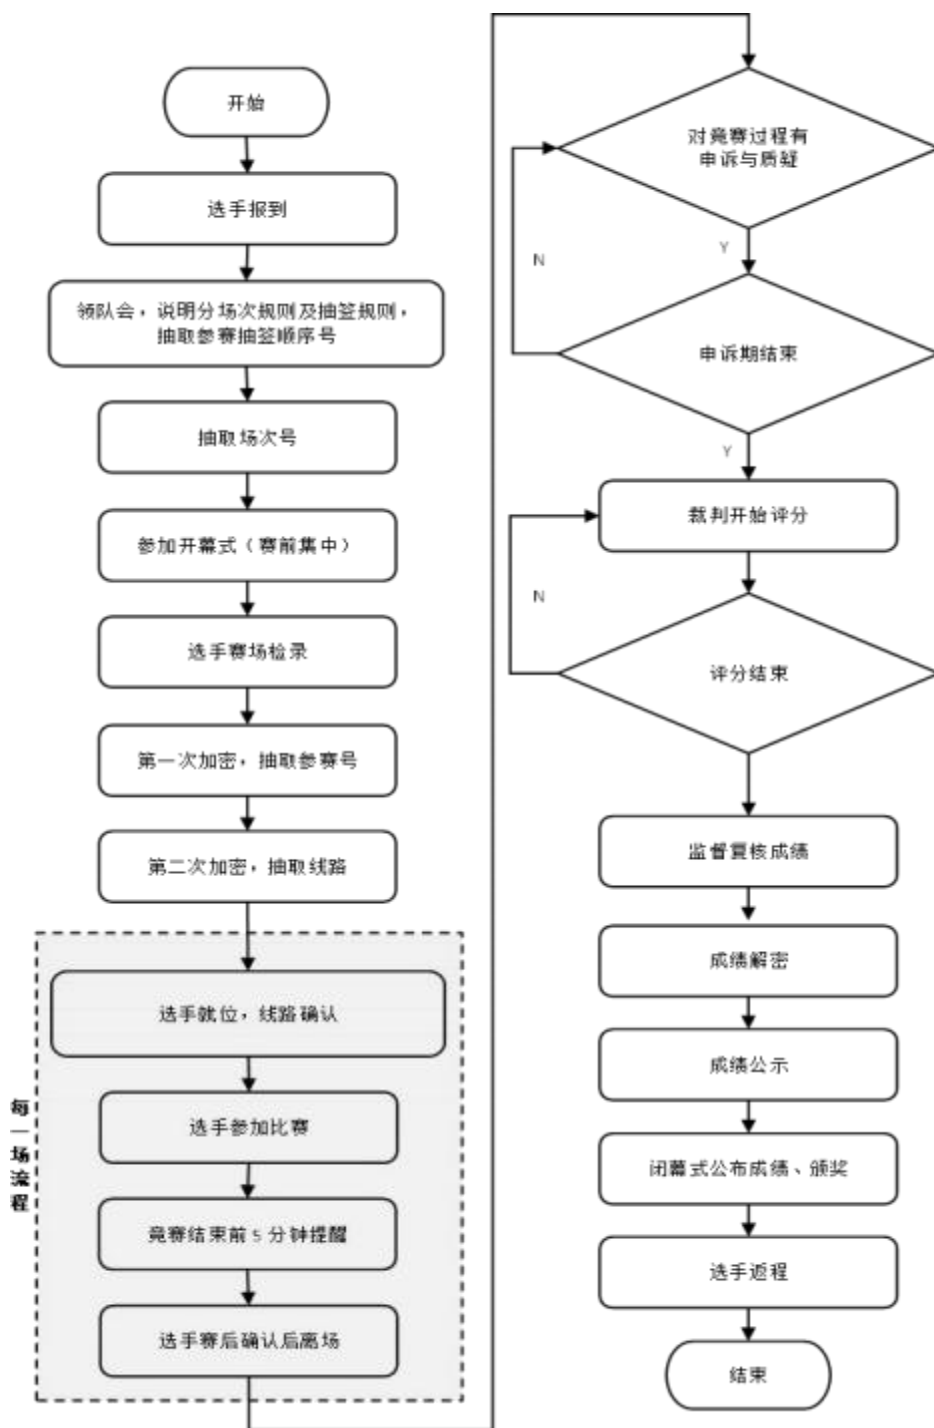 开始
选手报到
领队会，说明分场次规则及抽签规则，
抽取参赛抽签顺序号
抽取场次号
参加开幕式（赛前集中）
选手赛场检录
第一次加密，抽取参赛号
第二次加密，抽取线路
每一场流程
选手就位，线路确认
选手参加比赛
竞赛结束前5分钟提醒
选手赛后确认后离场
对竞赛过程有
申诉与质疑
Y
N
申诉期结束
Y
裁判开始评分
N
评分结束
监督复核成绩
成绩解密
成绩公示
闭幕式公布成绩、颁奖
选手返程
结束